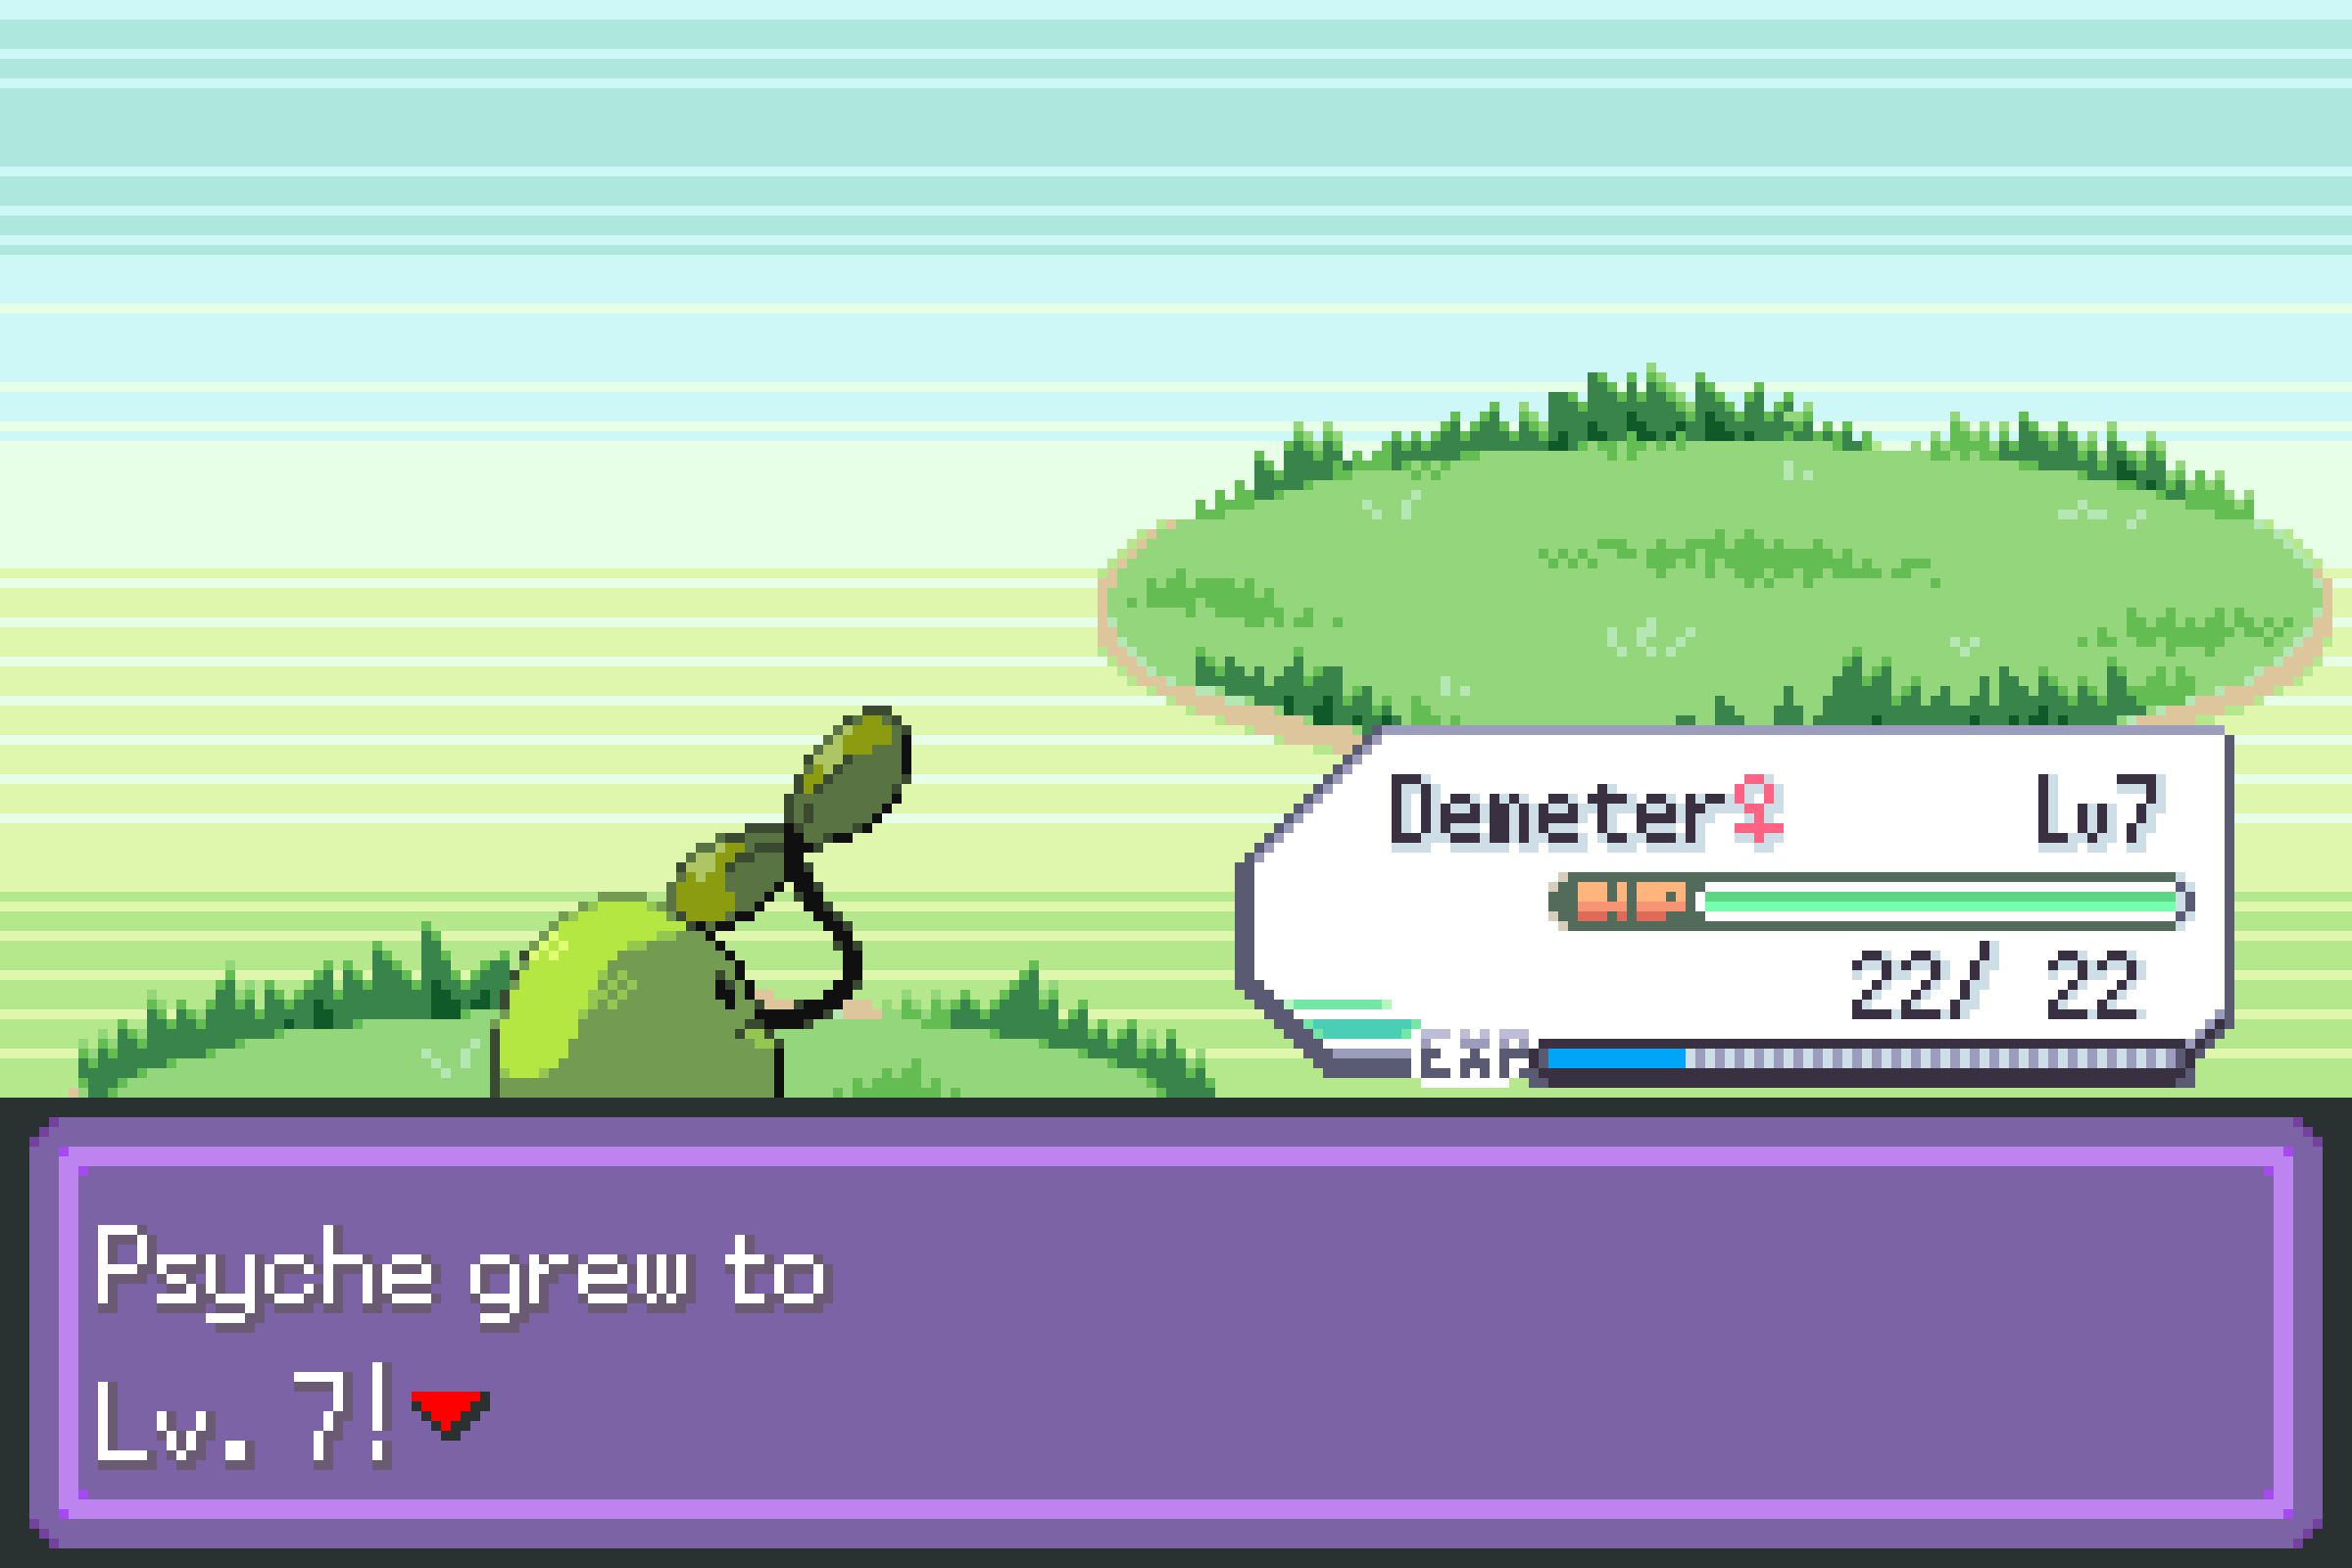 Demeter♀ Lv7
HP
22/ 22
EXP
Psyche grew to
Lv. 7!